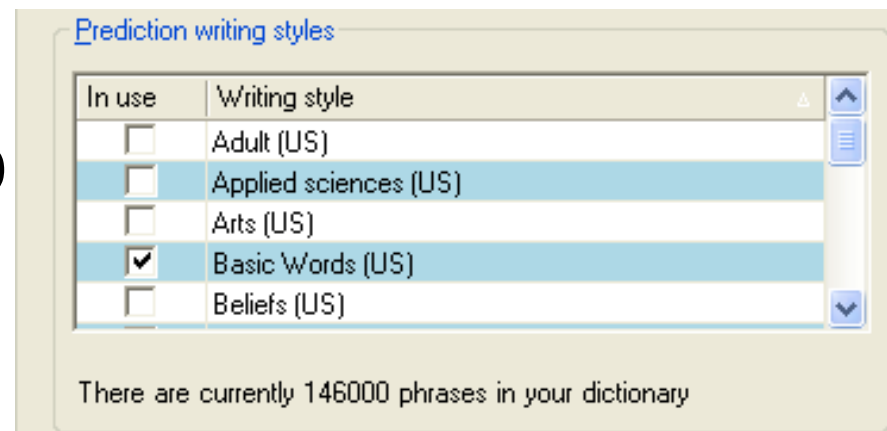 )
Prediction writing styles
In use Writing style
Adult (US)
Applied sciences (US)
Arts (US)
Basic Words (US)
Beliefs (US)
There are currently 146000 phrases in your dictionary